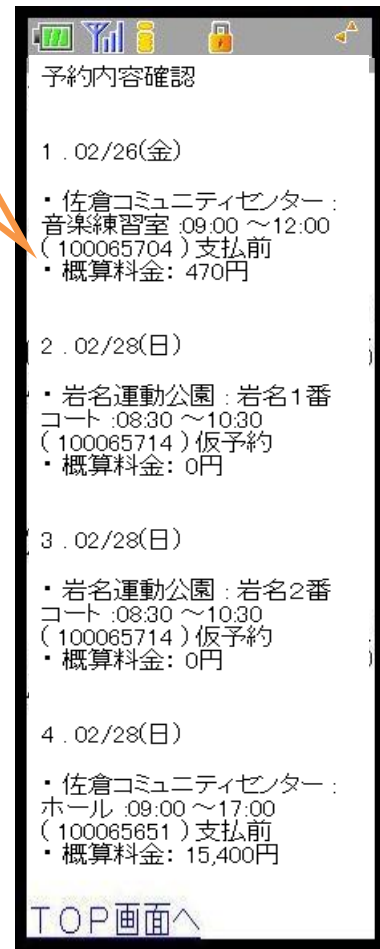 予約内容確認
1．02/26(金)
・佐倉コミュニティセンター：
音楽練習室:09:00～12:00
(100065704)支払前
・概算料金: 470円
2．02/28(日)
・岩名運動公園：岩名1番
コート:08:30～10:30
(100065714)仮予約
・概算料金: 0円
3．02/28(日)
・岩名運動公園：岩名2番
コート:08:30～10:30
(100065714)仮予約
・概算料金: 0円
4．02/28(日)
・佐倉コミュニティセンター：
ホール:09:00～17:00
(100065651)支払前
・概算料金: 15,400円
TOP画面へ